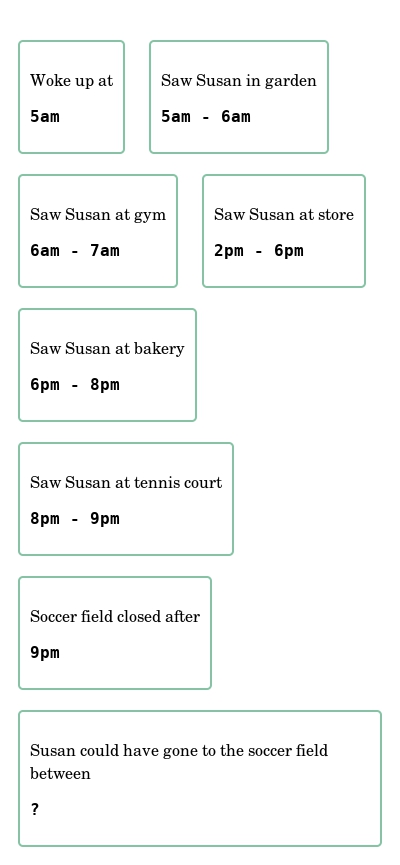 Woke up at
5am
Saw Susan in garden
5am - 6am
Saw Susan at gym
6am - 7am
Saw Susan at store
2pm - 6pm
Saw Susan at bakery
6pm - 8pm
Saw Susan at tennis court
8pm - 9pm
Soccer field closed after
9pm
Susan could have gone to the soccer field
between
?